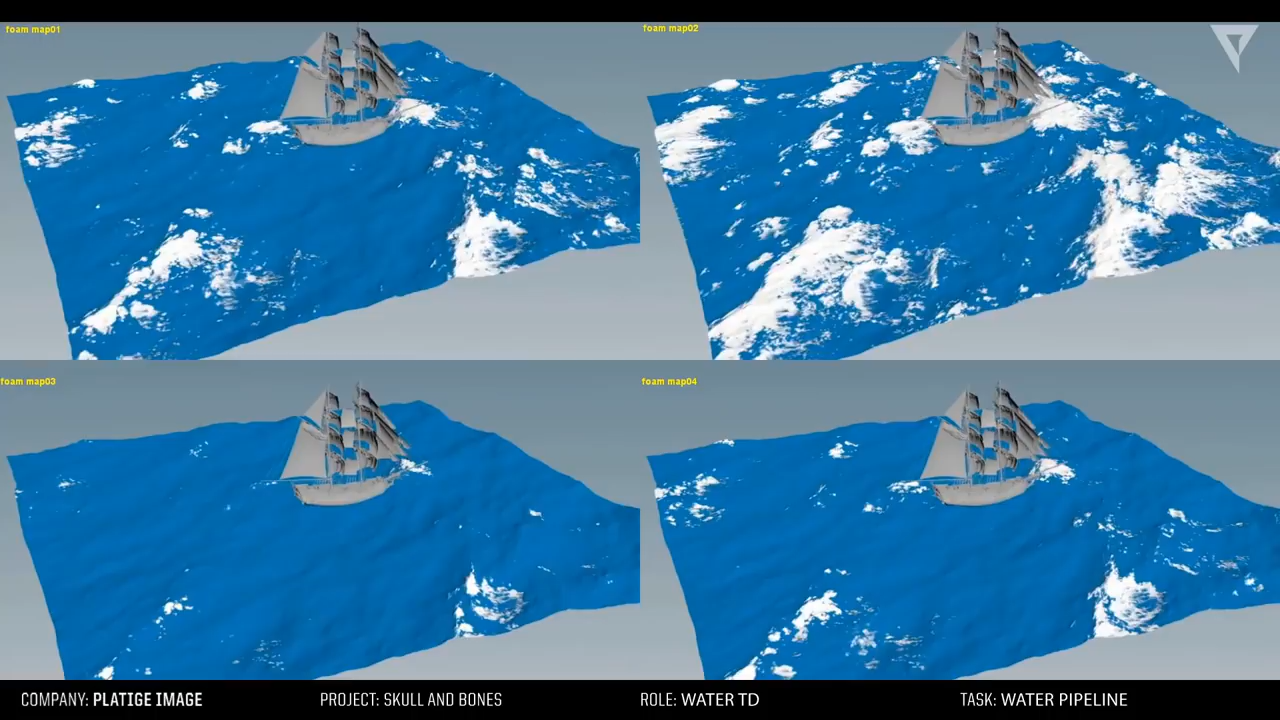 foam map01
foam map02
foam map03
foam map04
COMPANY: PLATIGE IMAGE
PROJECT: SKULL AND BONES
ROLE: WATER TD
TASK: WATER PIPELINE